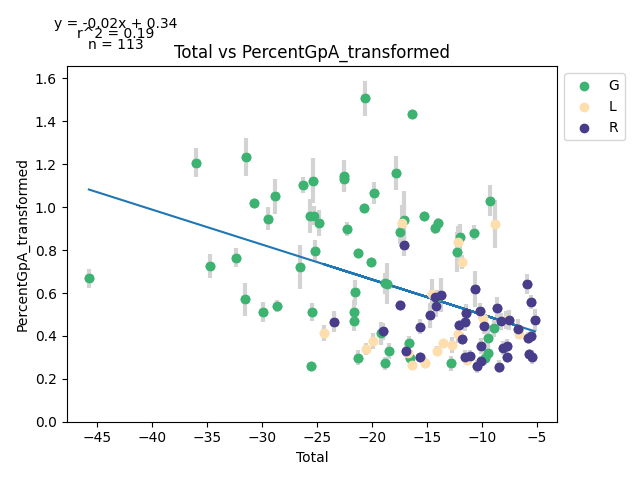 y = -0.02x + 0.34
r^2 = 0.19
n = 113
Total vs PercentGpA_transformed
G
L
R
PercentGpA_transformed
1.6
1.4
1.2
1.0
0.8
0.6
0.4
0.2
0.0
−45 −40 −35 −30 −25 −20 −15 −10 −5
Total